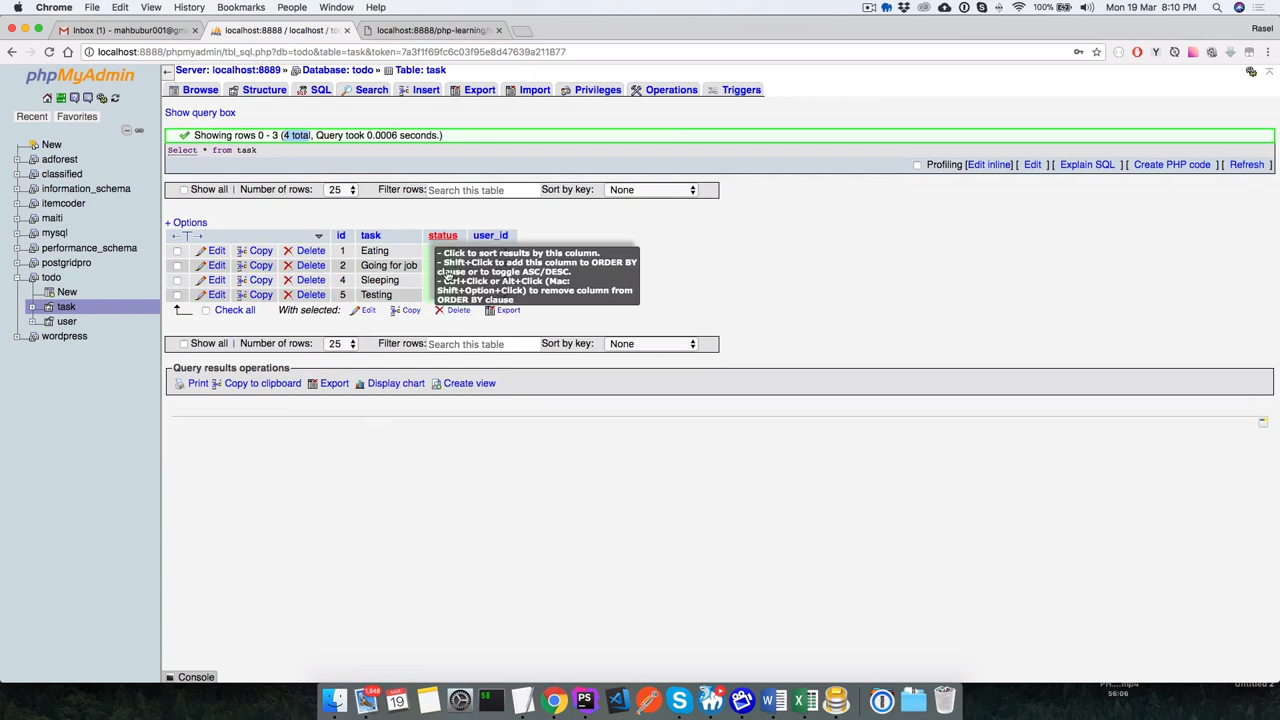 Chrome File Edit View History Bookmarks People Window Help 100% Mon 19 Mar 8:10 PM
Inbox (1) - mahbubur001@gm localhost:8888 / localhost / to localhost:8888/php-learning/l Rasel
localhost:8888/phpmyadmin/tbl_sql.php?db=todo&table=task&token=7a3f1f69fc6c03f95e8d47639a211877
phpMyAdmin
Recent Favorites
New
adforest
classified
information_schema
itemcoder
maiti
mysql
performance_schema
postgridpro
todo
New
task
user
wordpress
Server: localhost:8889 » Database: todo » Table: task
Browse Structure SQL Search Insert Export Import Privileges Operations Triggers
Show query box
Showing rows 0 - 3 (4 total, Query took 0.0006 seconds.)
Select * from task
Profiling [Edit inline] [ Edit ] [ Explain SQL ] [ Create PHP code ] [ Refresh ]
Show all | Number of rows: 25 Filter rows: Search this table Sort by key: None
+ Options
id task status user_id
Edit Copy Delete 1 Eating
Edit Copy Delete 2 Going for job
Edit Copy Delete 4 Sleeping
Edit Copy Delete 5 Testing
- Click to sort results by this column.
- Shift+Click to add this column to ORDER BY
clause or to toggle ASC/DESC.
- Ctrl+Click or Alt+Click (Mac:
Shift+Option+Click) to remove column from
ORDER BY clause
Check all With selected: Edit Copy Delete Export
Show all | Number of rows: 25 Filter rows: Search this table Sort by key: None
Query results operations
Print Copy to clipboard Export Display chart Create view
Console
56:06
1,948
MAR
19